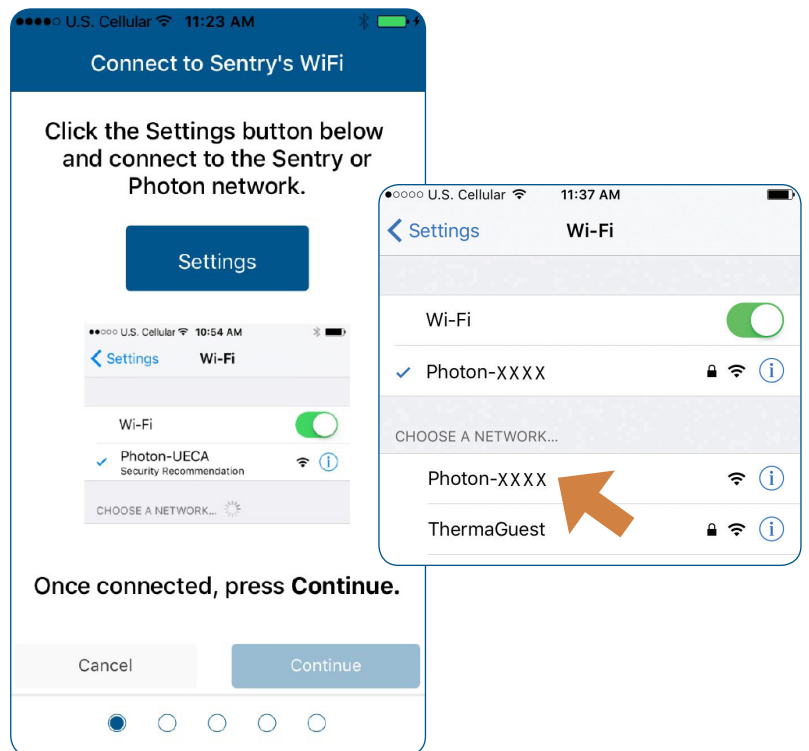 U.S. Cellular 11:23 AM
Connect to Sentry's WiFi
Click the Settings button below
and connect to the Sentry or
Photon network.
Settings
U.S. Cellular 10:54 AM
Settings Wi-Fi
Wi-Fi
Photon-UECA
Security Recommendation
CHOOSE A NETWORK...
Once connected, press Continue.
Cancel Continue
U.S. Cellular 11:37 AM
Settings Wi-Fi
Wi-Fi
Photon-XXXX
CHOOSE A NETWORK...
Photon-XXXX
ThermaGuest